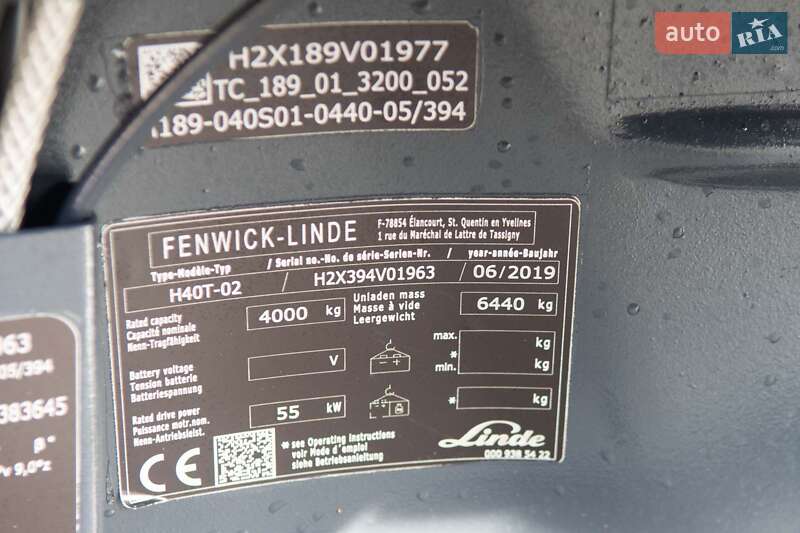 auto RIA.com
H2X189V01977
TC_189_01_3200_052
189-040S01-0440-05/394
FENWICK-LINDE
F-78854 Élancourt, St. Quentin en Yvelines
1 rue du Maréchal de Lattre de Tassigny
Type-Modèle-Typ / Serial no.-No. de série-Serien-Nr. / year-année-Baujahr
H40T-02 / H2X394V01963 / 06/2019
Rated capacity
Capacité nominale
Nenn-Tragfähigkeit
4000 kg
Unladen mass
Masse à vide
Leergewicht
6440 kg
Battery voltage
Tension batterie
Batteriespannung
V
max. kg
*
min. kg
Rated drive power
Puissance motr.nom.
Nenn-Antriebsleist.
55 kW
* kg
CE
* see Operating Instructions
voir Mode d'emploi
siehe Betriebsanleitung
Linde
000 938 54 22
963
05/394
383645
β°
9,0°